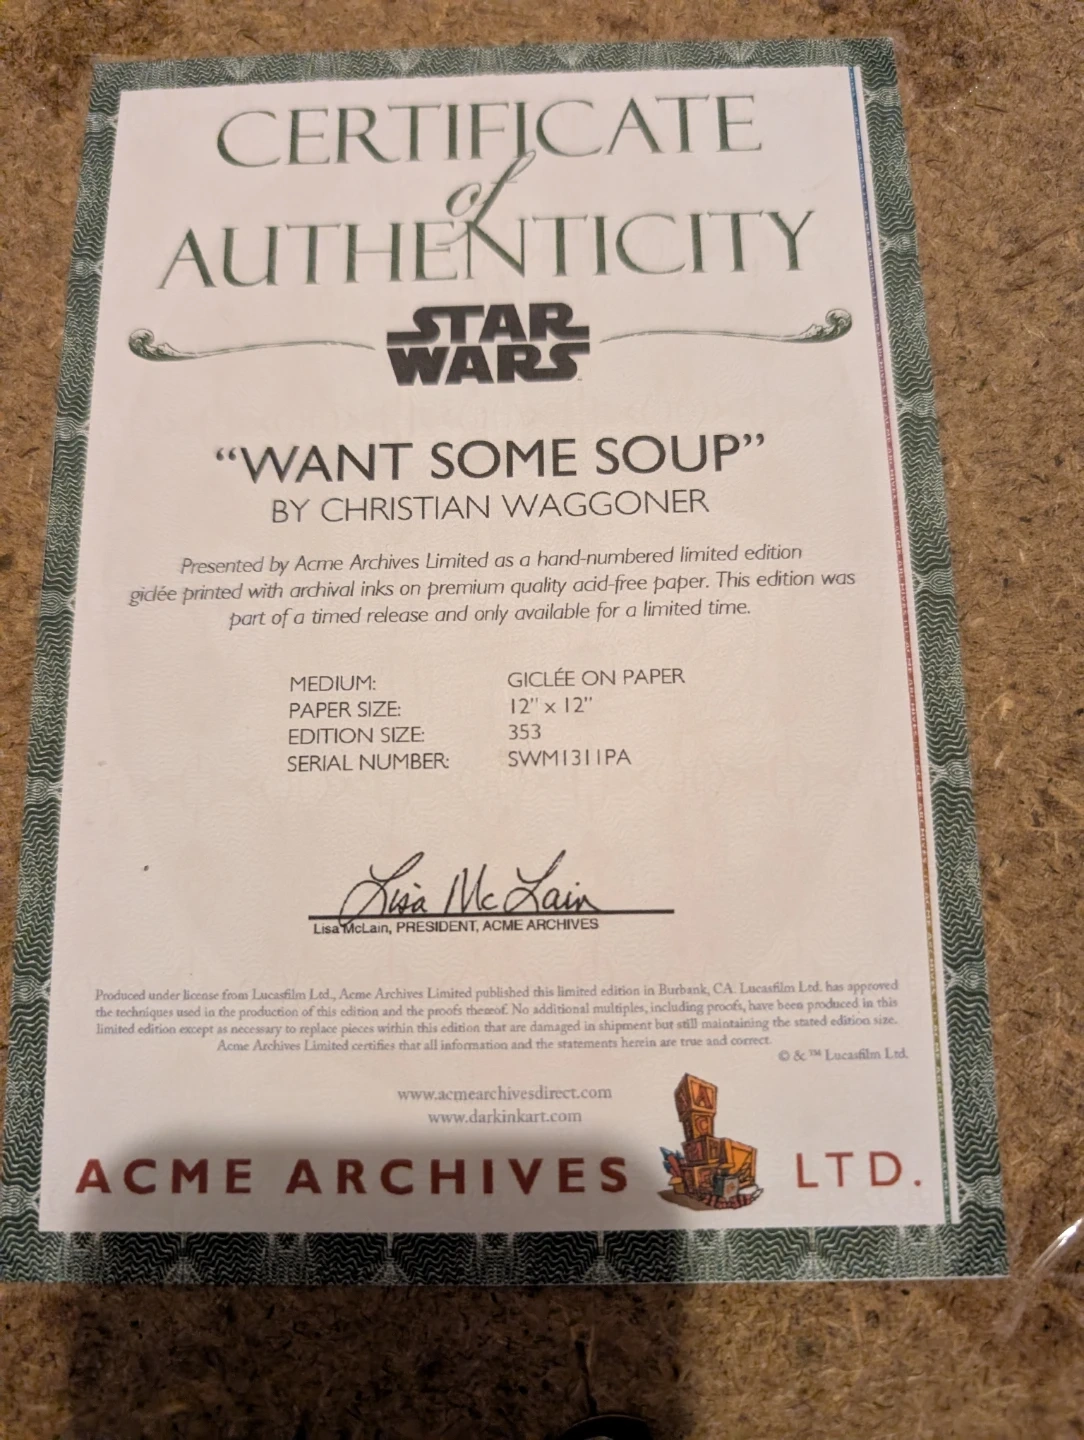 CERTIFICATE
of
AUTHENTICITY
STAR
WARS
“WANT SOME SOUP”
BY CHRISTIAN WAGGONER
Presented by Acme Archives Limited as a hand-numbered limited edition
giclée printed with archival inks on premium quality acid-free paper. This edition was
part of a timed release and only available for a limited time.
MEDIUM: GICLÉE ON PAPER
PAPER SIZE: 12" x 12"
EDITION SIZE: 353
SERIAL NUMBER: SWM1311PA
Lisa McLain
Lisa McLain, PRESIDENT, ACME ARCHIVES
Produced under license from Lucasfilm Ltd., Acme Archives Limited published this limited edition in Burbank, CA. Lucasfilm Ltd. has approved
the techniques used in the production of this edition and the proofs thereof. No additional multiples, including proofs, have been produced in this
limited edition except as necessary to replace pieces within this edition that are damaged in shipment but still maintaining the stated edition size.
Acme Archives Limited certifies that all information and the statements herein are true and correct.
© & ™ Lucasfilm Ltd.
www.acmearchivesdirect.com
www.darkinkart.com
ACME ARCHIVES LTD.